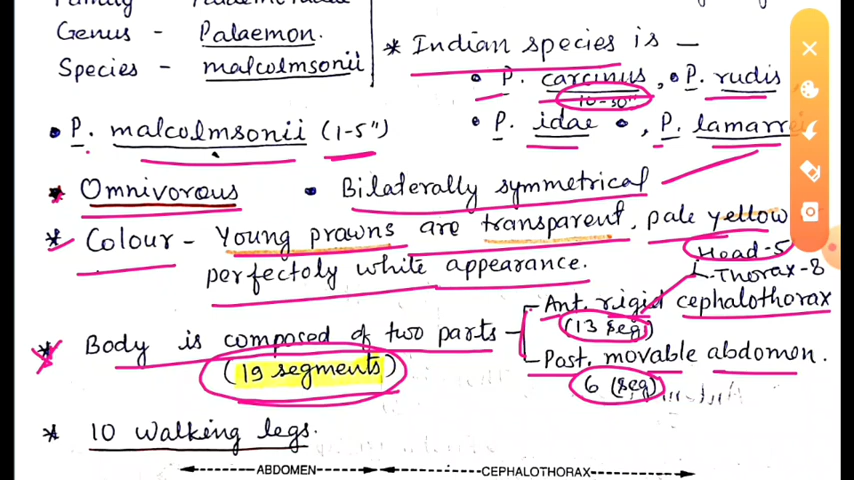 Genus - Palaemon.
Species - malcolmsonii
* Indian species is —
• P. carcinus, • P. rudis
10-30"
• P. idae •, P. lamarrei
• P. malcolmsonii (1-5")
* Omnivorous • Bilaterally symmetrical
* Colour - Young prawns are transparent, pale yellow
perfectoly white appearance.
Head-5
Thorax-8
* Body is composed of two parts
(19 segments)
Ant. rigid cephalothorax
(13 seg)
Post. movable abdomen.
6 (seg)
* 10 Walking legs.
ABDOMEN CEPHALOTHORAX